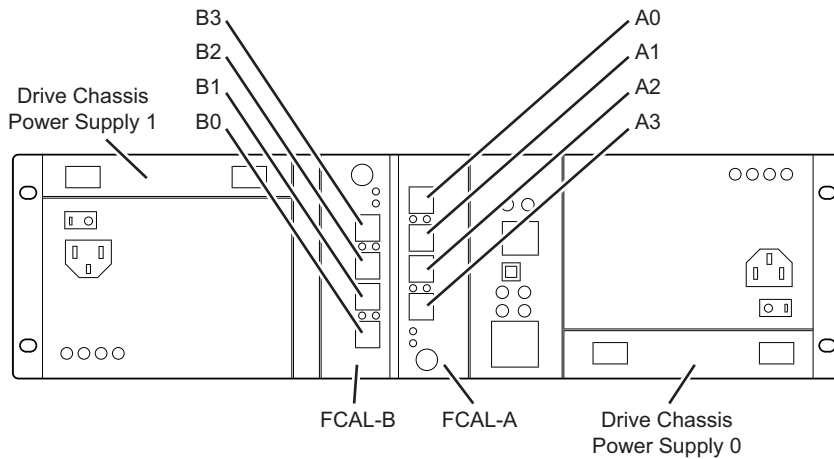 B3
B2
B1
B0
A0
A1
A2
A3
Drive Chassis
Power Supply 1
FCAL-B
FCAL-A
Drive Chassis
Power Supply 0